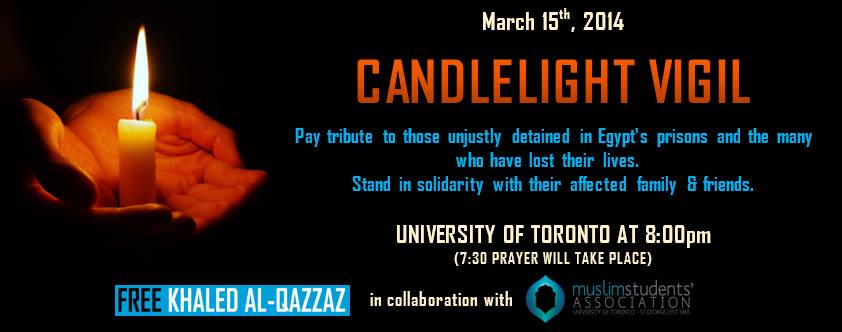 March 15th, 2014
CANDLELIGHT VIGIL
Pay tribute to those unjustly detained in Egypt's prisons and the many
who have lost their lives.
Stand in solidarity with their affected family & friends.
UNIVERSITY OF TORONTO AT 8:00pm
(7:30 PRAYER WILL TAKE PLACE)
FREE KHALED AL-QAZZAZ in collaboration with
muslimstudents'
ASSOCIATION
UNIVERSITY OF TORONTO - ST GEORGE | EST 1965